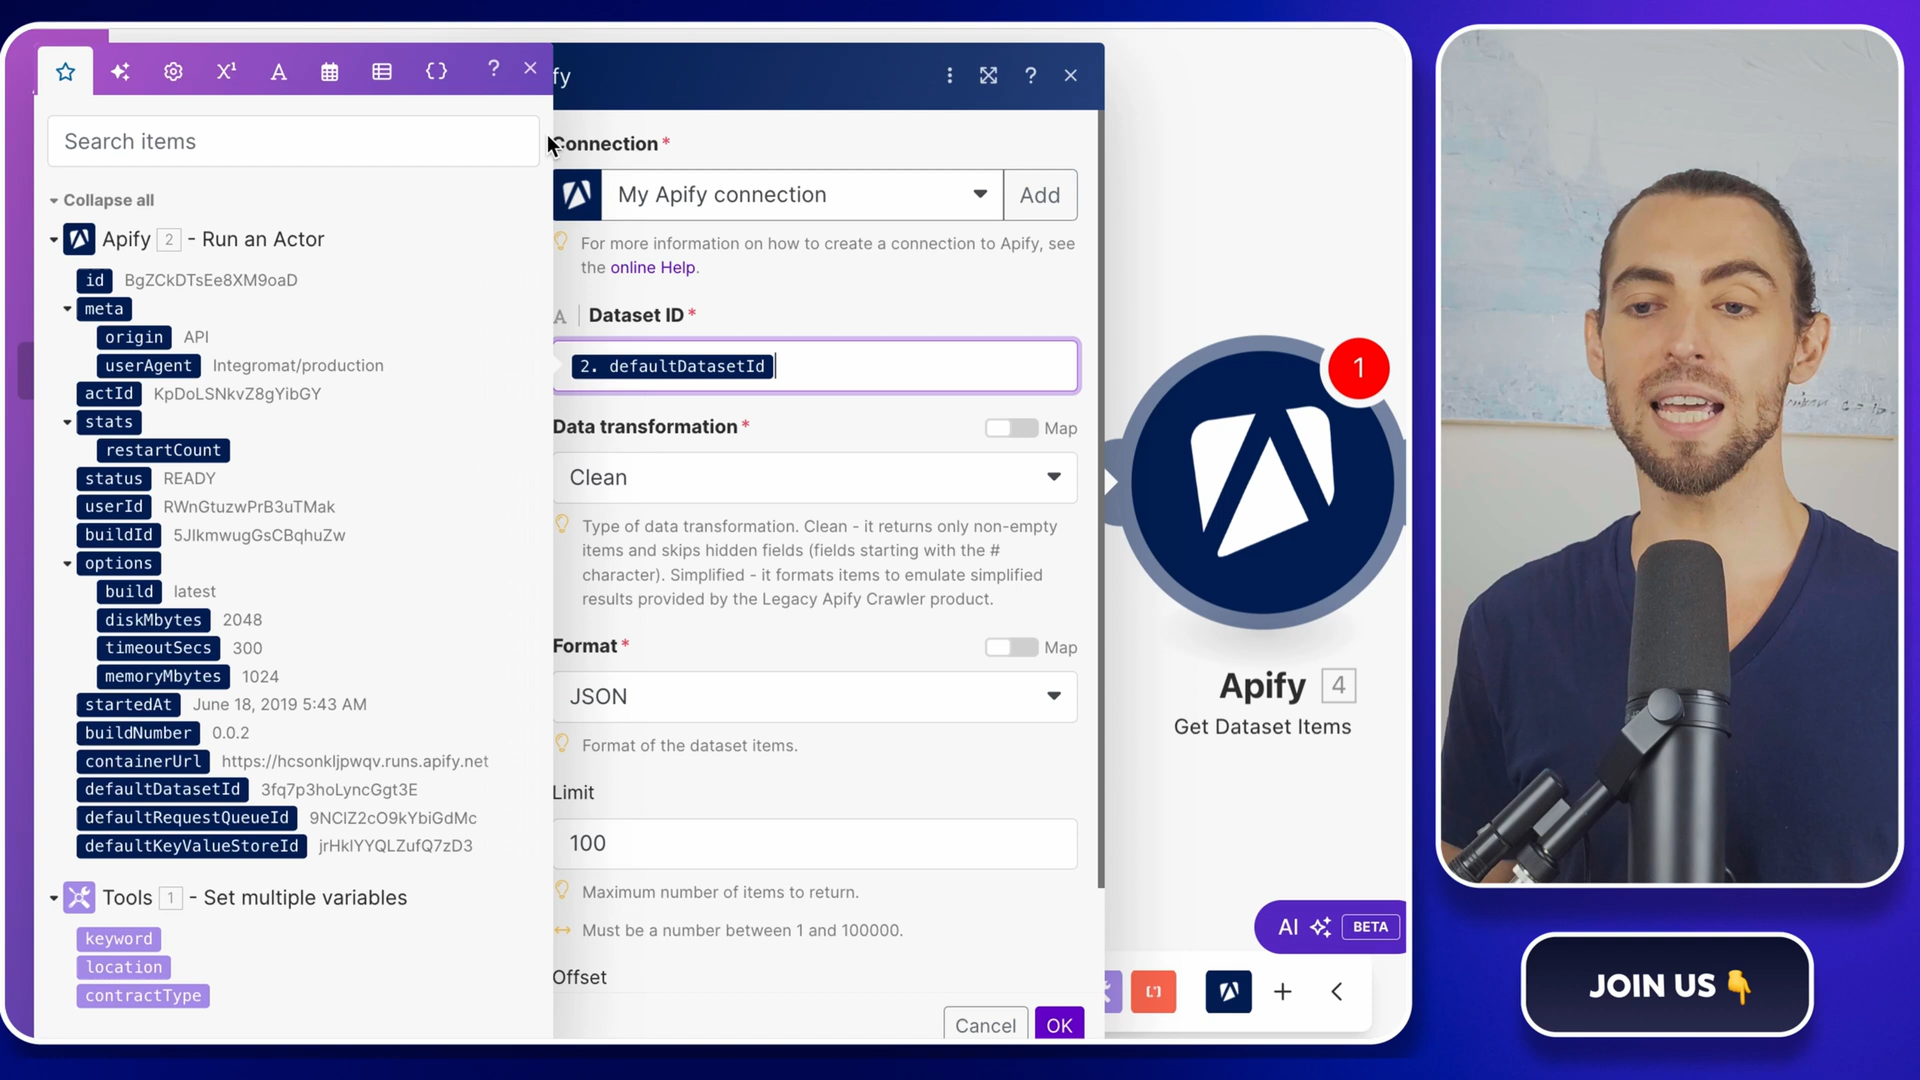 Search items
Collapse all
Apify 2 - Run an Actor
id BgZCkDTsEe8XM9oaD
meta
origin API
userAgent Integromat/production
actId KpDoLSNkvZ8gYibGY
stats
restartCount
status READY
userId RWnGtuzwPrB3uTMak
buildId 5JlkmwugGsCBqhuZw
options
build latest
diskMbytes 2048
timeoutSecs 300
memoryMbytes 1024
startedAt June 18, 2019 5:43 AM
buildNumber 0.0.2
containerUrl https://hcsonkljpwqv.runs.apify.net
defaultDatasetId 3fq7p3hoLyncGgt3E
defaultRequestQueueId 9NClZ2cO9kYbiGdMc
defaultKeyValueStoreId jrHklYYQLZufQ7zD3
Tools 1 - Set multiple variables
keyword
location
contractType
fy
Connection *
My Apify connection
Add
For more information on how to create a connection to Apify, see
the online Help.
A Dataset ID *
2. defaultDatasetId
Data transformation * Map
Clean
Type of data transformation. Clean - it returns only non-empty
items and skips hidden fields (fields starting with the #
character). Simplified - it formats items to emulate simplified
results provided by the Legacy Apify Crawler product.
Format * Map
JSON
Format of the dataset items.
Limit
100
Maximum number of items to return.
Must be a number between 1 and 100000.
Offset
Cancel OK
1
Apify 4
Get Dataset Items
AI BETA
JOIN US 👇